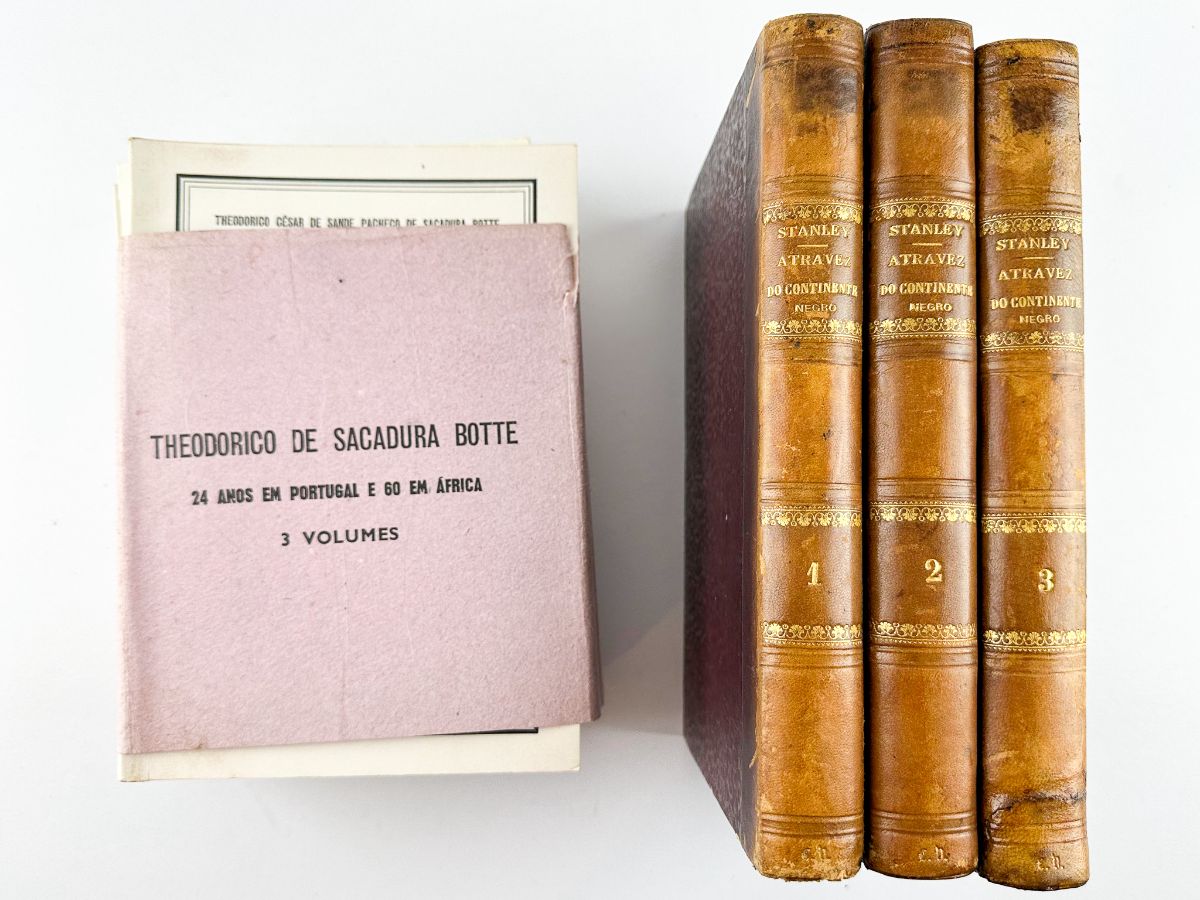 THEODORICO CÉSAR DE SANDE PACHECO DE SACADURA BOTTE
THEODORICO DE SACADURA BOTTE
24 ANOS EM PORTUGAL E 60 EM ÁFRICA
3 VOLUMES
STANLEY
ATRAVEZ
DO CONTINENTE
NEGRO
1
STANLEY
ATRAVEZ
DO CONTINENTE
NEGRO
2
STANLEY
ATRAVEZ
DO CONTINENTE
NEGRO
3